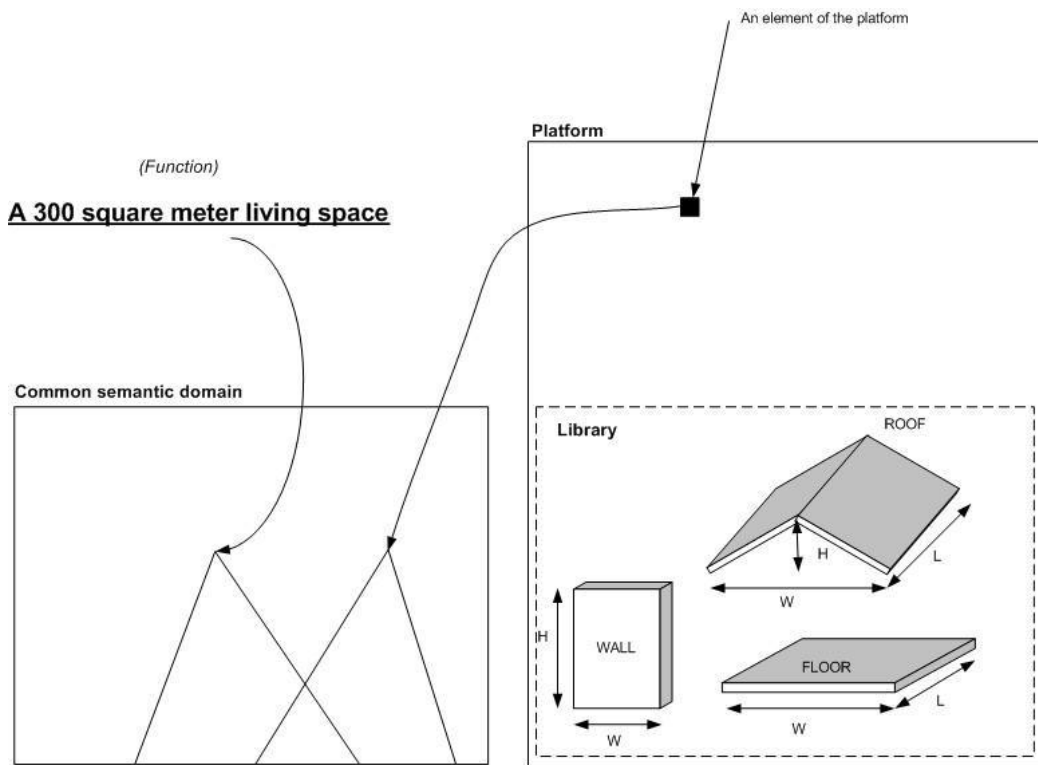 An element of the platform
Platform
(Function)
A 300 square meter living space
Common semantic domain
Library
ROOF
H
L
W
H
WALL
FLOOR
L
W
W